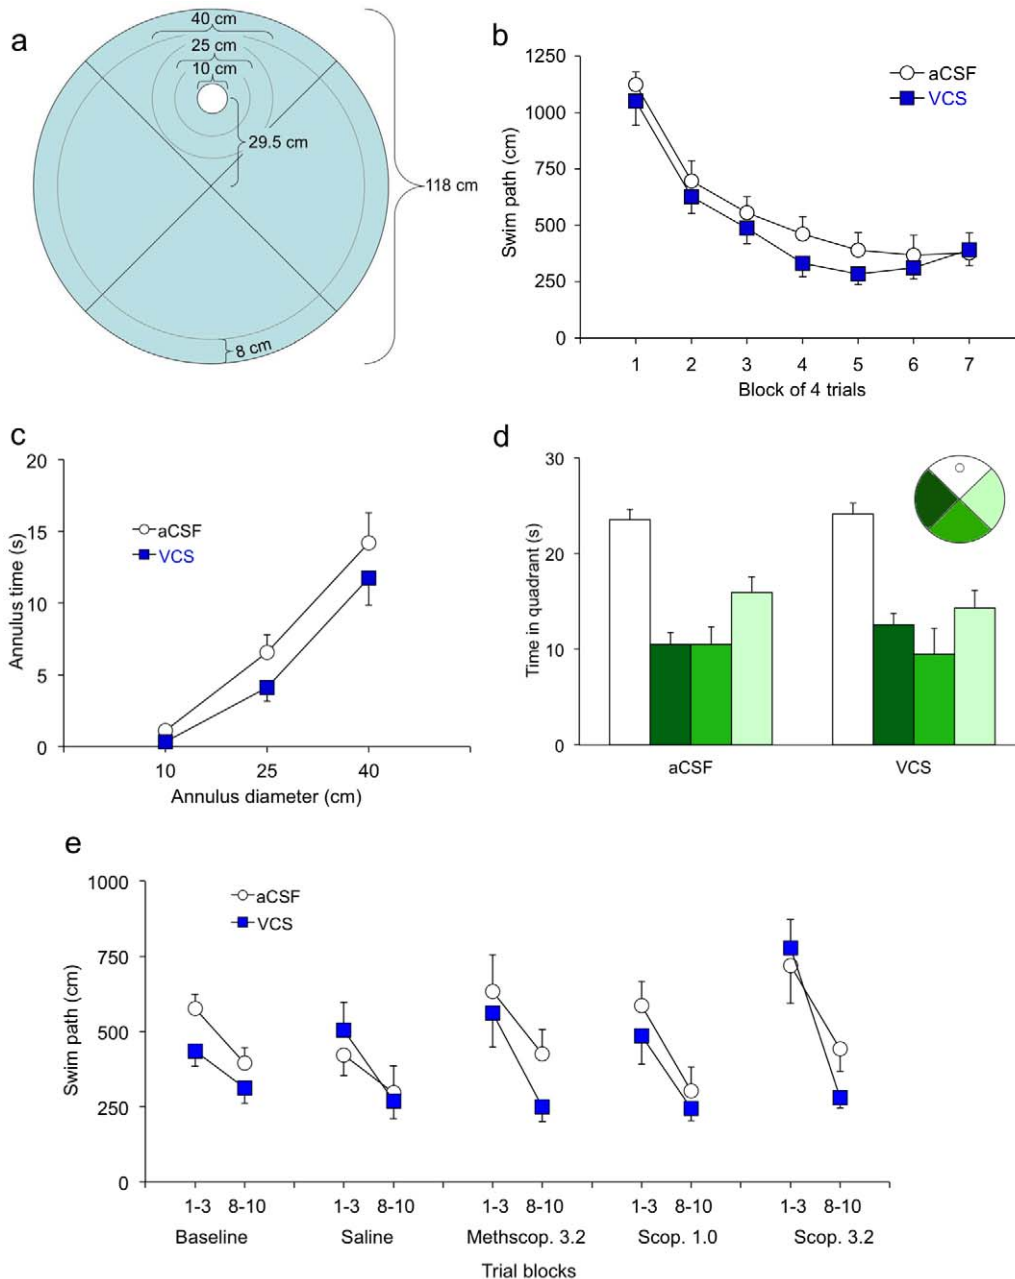 a
40 cm
25 cm
10 cm
29.5 cm
118 cm
8 cm
b
1250
1000
750
500
250
0
Swim path (cm)
aCSF
VCS
1 2 3 4 5 6 7
Block of 4 trials
c
20
15
10
5
0
Annulus time (s)
aCSF
VCS
10 25 40
Annulus diameter (cm)
d
30
20
10
0
Time in quadrant (s)
aCSF VCS
e
1000
750
500
250
0
Swim path (cm)
aCSF
VCS
1-3 8-10 1-3 8-10 1-3 8-10 1-3 8-10 1-3 8-10
Baseline Saline Methscop. 3.2 Scop. 1.0 Scop. 3.2
Trial blocks